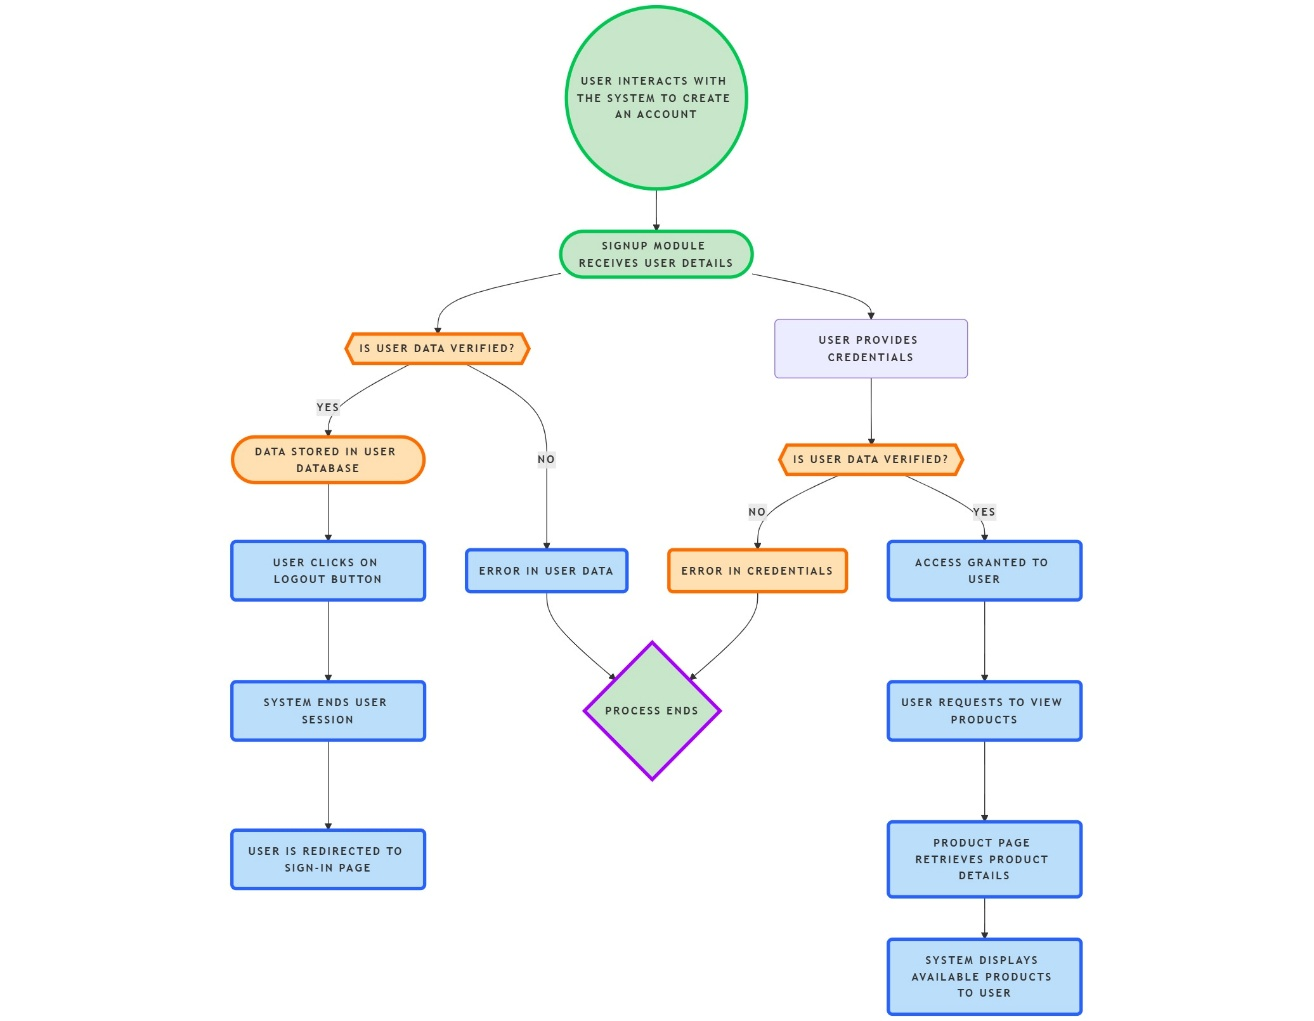 USER INTERACTS WITH
THE SYSTEM TO CREATE
AN ACCOUNT
SIGNUP MODULE
RECEIVES USER DETAILS
IS USER DATA VERIFIED?
USER PROVIDES
CREDENTIALS
YES
DATA STORED IN USER
DATABASE
NO
IS USER DATA VERIFIED?
NO
YES
USER CLICKS ON
LOGOUT BUTTON
ERROR IN USER DATA
ERROR IN CREDENTIALS
ACCESS GRANTED TO
USER
SYSTEM ENDS USER
SESSION
PROCESS ENDS
USER REQUESTS TO VIEW
PRODUCTS
USER IS REDIRECTED TO
SIGN-IN PAGE
PRODUCT PAGE
RETRIEVES PRODUCT
DETAILS
SYSTEM DISPLAYS
AVAILABLE PRODUCTS
TO USER